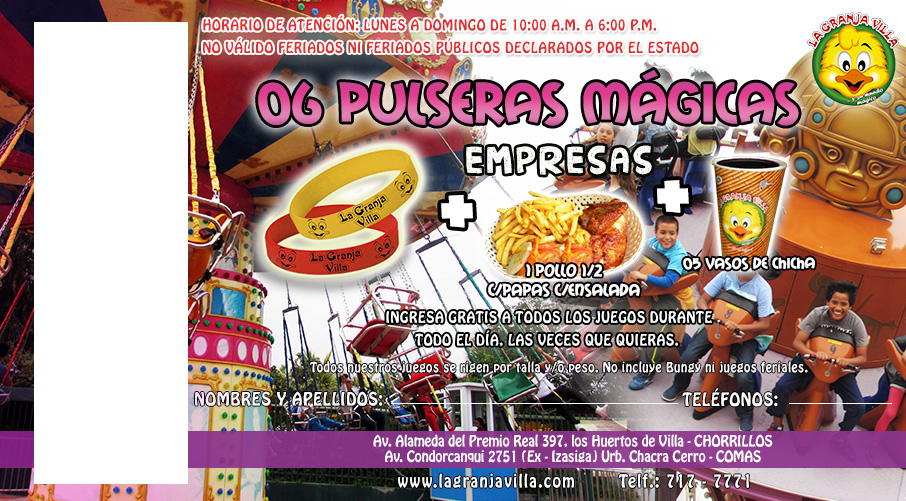 HORARIO DE ATENCIÓN: LUNES A DOMINGO DE 10:00 A.M. A 6:00 P.M.
NO VÁLIDO FERIADOS NI FERIADOS PÚBLICOS DECLARADOS POR EL ESTADO
LA GRANJA VILLA
y su mundo
mágico
06 PULSERAS MÁGICAS
EMPRESAS
La Granja
Villa
La Granja
Villa
+
+
LA GRANJA VILLA
1 POLLO 1/2
C/PAPAS C/ENSALADA
05 VASOS DE CHICHA
INGRESA GRATIS A TODOS LOS JUEGOS DURANTE
TODO EL DÍA. LAS VECES QUE QUIERAS.
Todos nuestros juegos se rigen por talla y/o peso. No incluye Bungy ni juegos feriales.
NOMBRES Y APELLIDOS:
TELÉFONOS:
Av. Alameda del Premio Real 397, los Huertos de Villa - CHORRILLOS
Av. Condorcanqui 2751 (Ex - Izasiga) Urb. Chacra Cerro - COMAS
www.lagranjavilla.com Telf.: 717 - 7771